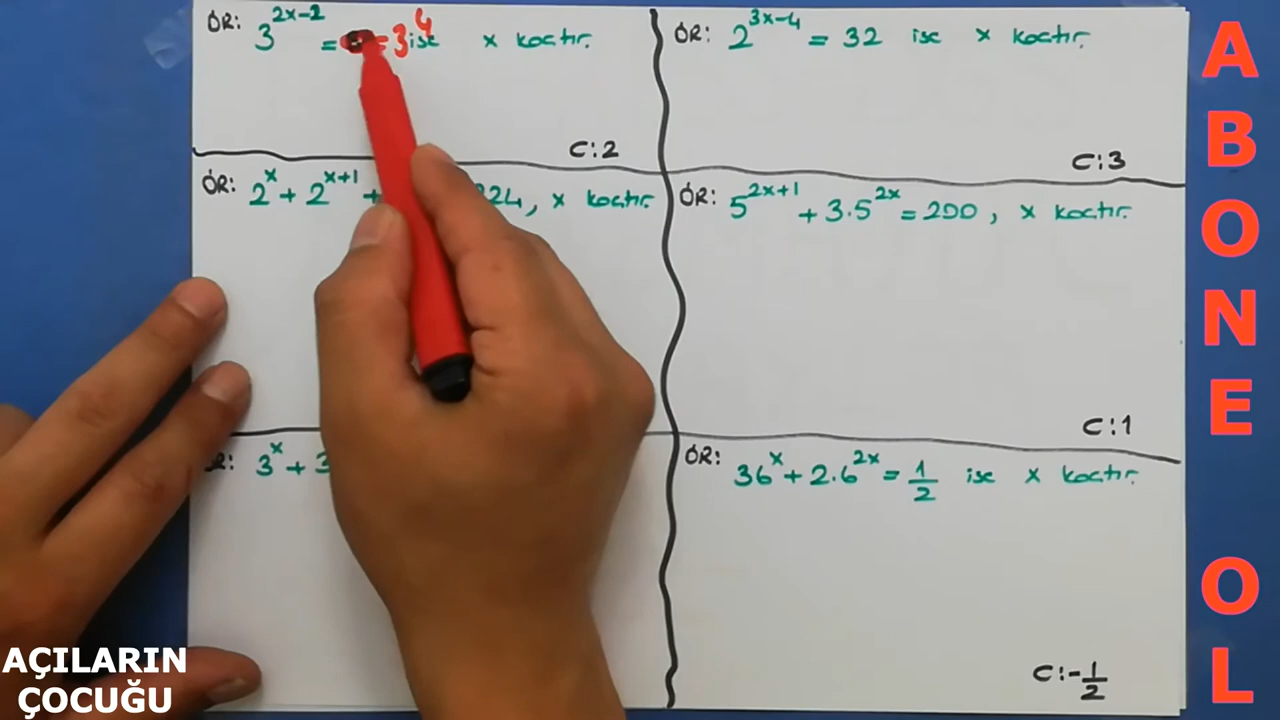 ÖR: 3^{2x-2} = = 3^4 ise x kaçtır.
C:2
ÖR: 2^{3x-4} = 32 ise x kaçtır.
C:3
ÖR: 2^x + 2^{x+1} + 224, x kaçtır.
ÖR: 5^{2x+1} + 3.5^{2x} = 200, x kaçtır.
C:1
3^x + 3
ÖR: 36^x + 2.6^{2x} = 1/2 ise x kaçtır.
C:-1/2
ABONE
OL
AÇILARIN
ÇOCUĞU